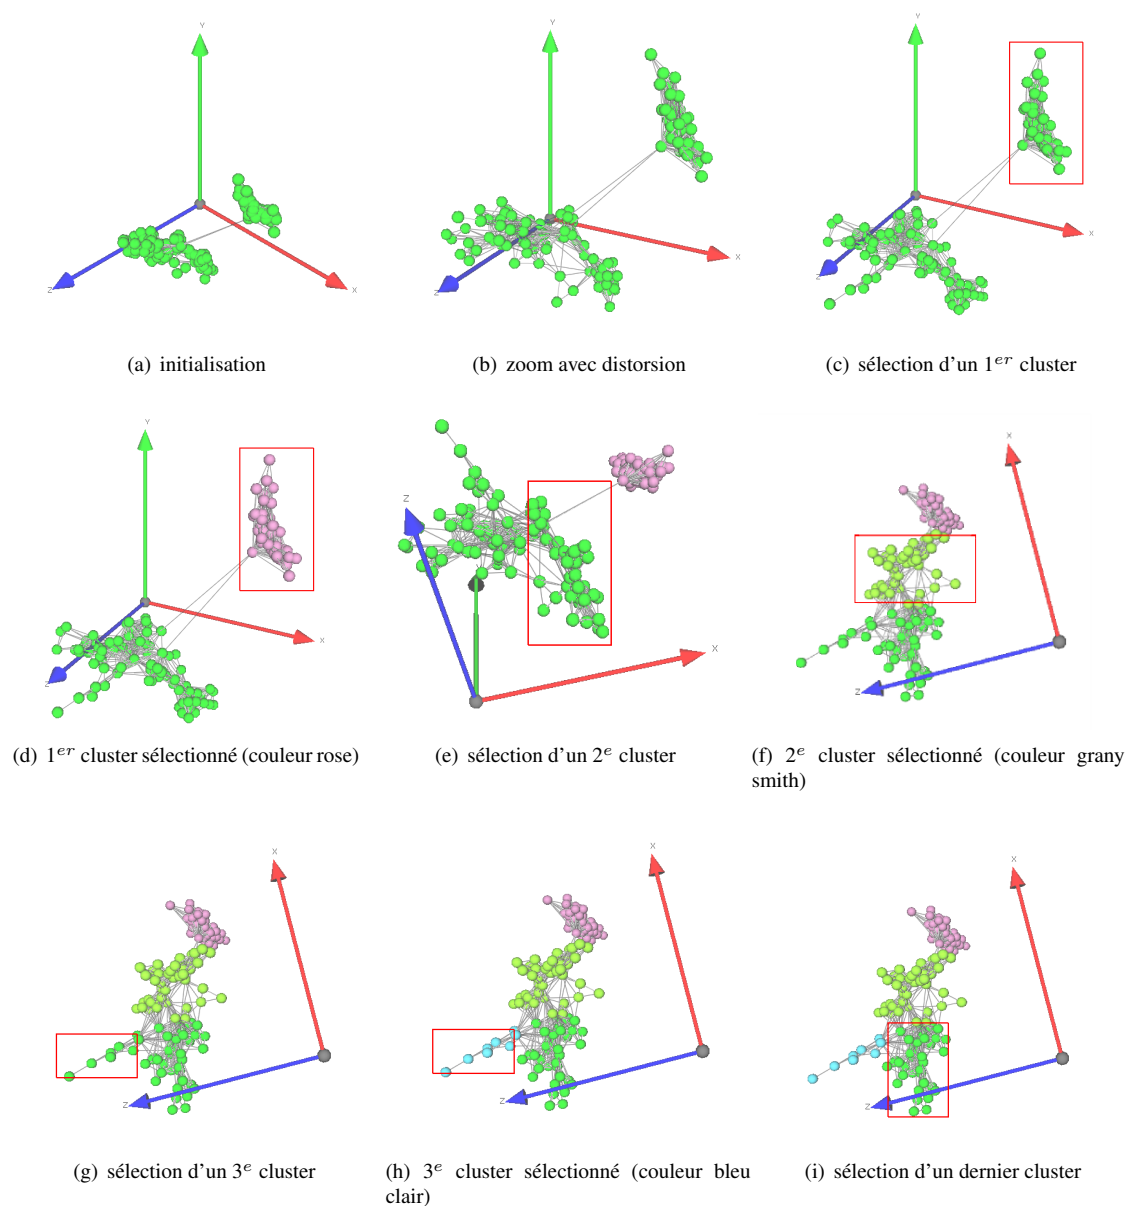 Y
X
Z
(a) initialisation
Y
X
Z
(b) zoom avec distorsion
Y
X
Z
(c) sélection d'un 1er cluster
Y
X
Z
(d) 1er cluster sélectionné (couleur rose)
Z
X
(e) sélection d'un 2e cluster
X
Z
(f) 2e cluster sélectionné (couleur grany
smith)
X
Z
(g) sélection d'un 3e cluster
X
Z
(h) 3e cluster sélectionné (couleur bleu
clair)
X
Z
(i) sélection d'un dernier cluster